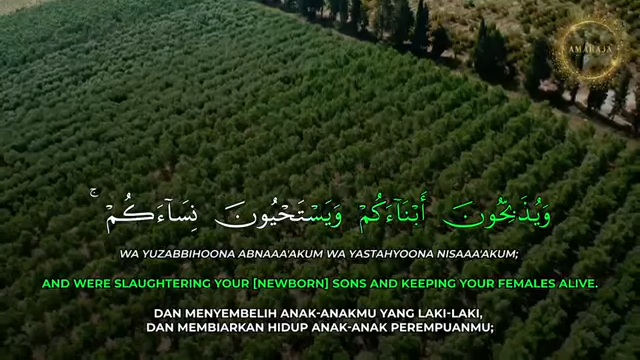 AMARAJA
وَيُذَبِّحُونَ أَبْنَآءَكُمْ وَيَسْتَحْيُونَ نِسَآءَكُمْ ۚ
WA YUZABBIHOONA ABNAAA'AKUM WA YASTAHYOONA NISAAA'AKUM;
AND WERE SLAUGHTERING YOUR [NEWBORN] SONS AND KEEPING YOUR FEMALES ALIVE.
DAN MENYEMBELIH ANAK-ANAKMU YANG LAKI-LAKI,
DAN MEMBIARKAN HIDUP ANAK-ANAK PEREMPUANMU;